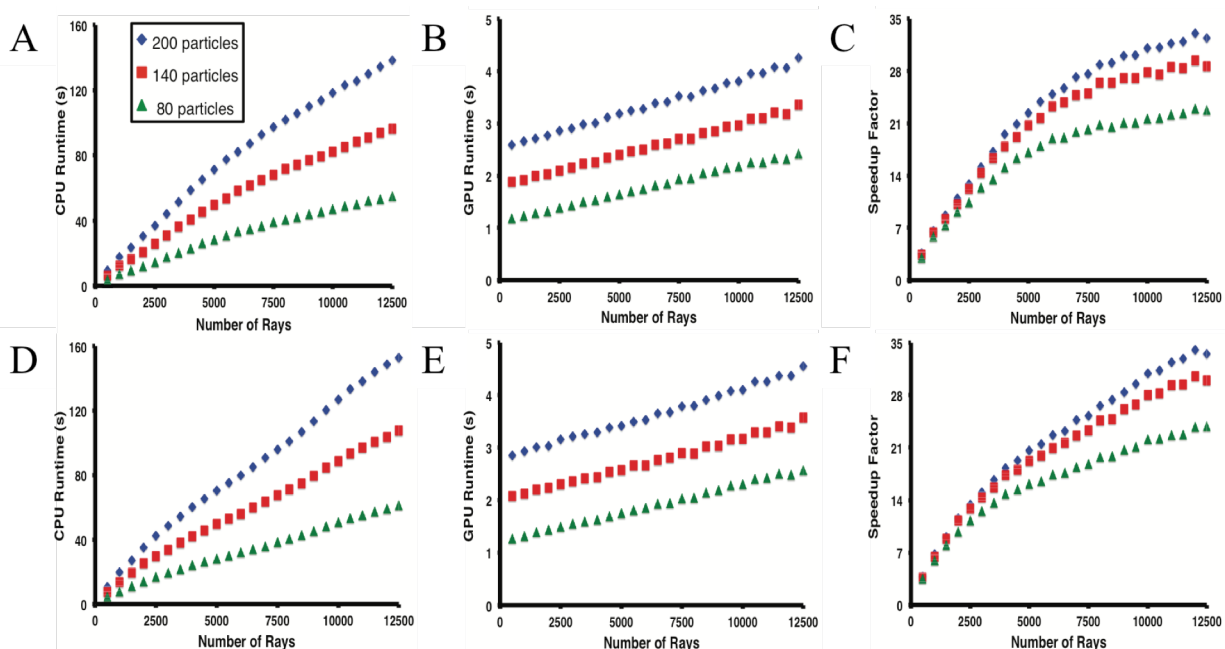 A
CPU Runtime (s)
160
120
80
40
0
200 particles
140 particles
80 particles
0 2500 5000 7500 10000 12500
Number of Rays
B
GPU Runtime (s)
5
4
3
2
1
0
0 2500 5000 7500 10000 12500
Number of Rays
C
Speedup Factor
35
28
21
14
7
0
0 2500 5000 7500 10000 12500
Number of Rays
D
CPU Runtime (s)
160
120
80
40
0
0 2500 5000 7500 10000 12500
Number of Rays
E
GPU Runtime (s)
5
4
3
2
1
0
0 2500 5000 7500 10000 12500
Number of Rays
F
Speedup Factor
35
28
21
14
7
0
0 2500 5000 7500 10000 12500
Number of Rays